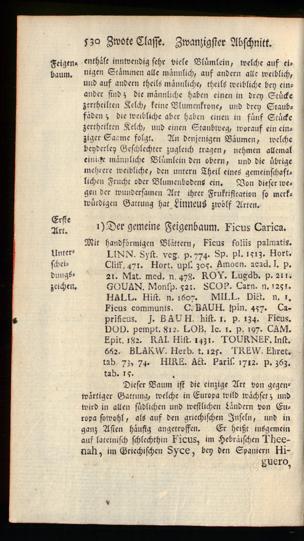 530 Zwote Classe. Zwanzigster Abschnitt.
Feigen-
baum.
enthält innwendig sehr viele Blümlein, welche auf ei-
nigen Stämmen alle männlich, auf andern alle weiblich,
und auf andern theils männliche, theils weibliche bey ein-
ander sind; die männliche haben einen in drey Stücke
zertheilten Kelch, keine Blumenkrone, und drey Staub-
fäden; die weibliche aber haben einen in fünf Stücke
zertheilten Kelch, und einen Staubweg, worauf ein ein-
ziger Saame folgt. An denjenigen Bäumen, welche
beyderley Geschlechter zugleich tragen, nehmen allemal
einige männliche Blümlein den obern, und die übrige
mehrere weibliche, den untern Theil eines gemeinschaft-
lichen Frucht oder Blumenbodens ein. Von dieser we-
gen der wundersamen Art ihrer Fruktifikation so merk-
würdigen Gattung hat Linneus zwölf Arten.
Erste
Art.
1) Der gemeine Feigenbaum. Ficus Carica.
Unter-
schei-
dungs-
zeichen.
Mit handförmigen Blättern, Ficus foliis palmatis.
LINN. Syst. veg. p. 774. Sp. pl. 1513. Hort.
Cliff. 471. Hort. ups. 305. Amoen. acad. I. p.
21. Mat. med. n. 478. ROY. Lugdb. p. 211.
GOUAN. Monsp. 521. SCOP. Carn. n. 1251.
HALL. Hist. n. 1607. MILL. Dict. n. 1.
Ficus communis. C. BAUH. spin. 457. Ca-
prificus. J. BAUH. hist. 1. p. 134. Ficus.
DOD. pempt. 812. LOB. Ic. 1. p. 197. CAM.
Epit. 182. RAI. Hist. 1431. TOURNEF. Inst.
662. BLAKW. Herb. t. 125. TREW. Ehret.
tab. 73, 74. HIRE. Act. Paris. 1712. p. 363.
tab. 15.
Dieser Baum ist die einzige Art von gegen-
wärtiger Gattung, welche in Europa wild wächset; und
wird in allen südlichen und westlichen Ländern von Eu-
ropa sowohl, als auf den griechischen Inseln, und in
ganz Asien häuffig angetroffen. Er heißt insgemein
auf lateinisch schlechthin Ficus, im Hebräischen Thee-
nah, im Griechischen Syce, bey den Spaniern Hi-
guero,